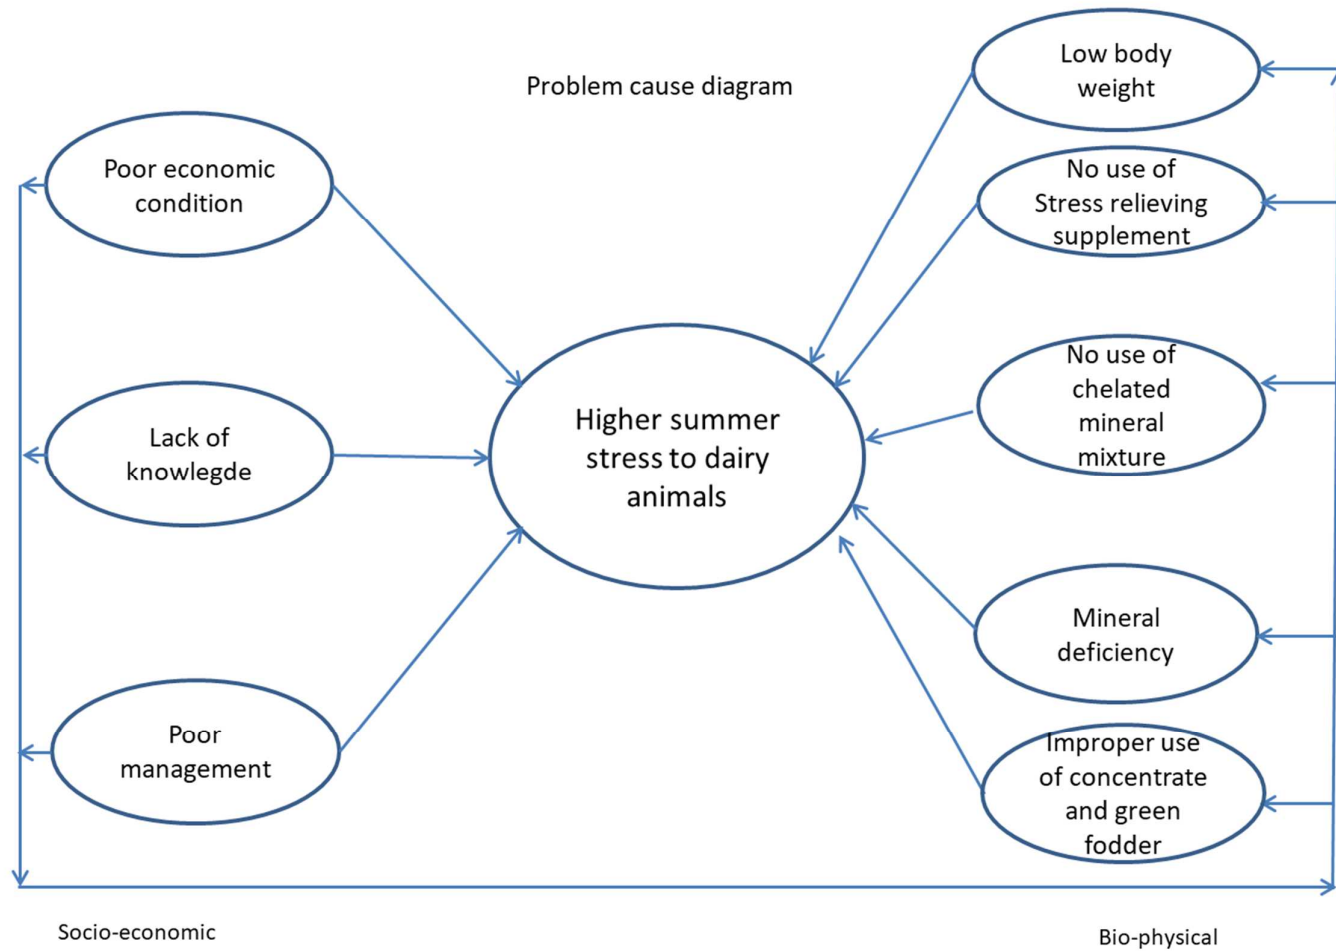 Problem cause diagram
Poor economic
condition
Lack of
knowlegde
Poor
management
Higher summer
stress to dairy
animals
Low body
weight
No use of
Stress relieving
supplement
No use of
chelated
mineral
mixture
Mineral
deficiency
Improper use
of concentrate
and green
fodder
Socio-economic
Bio-physical